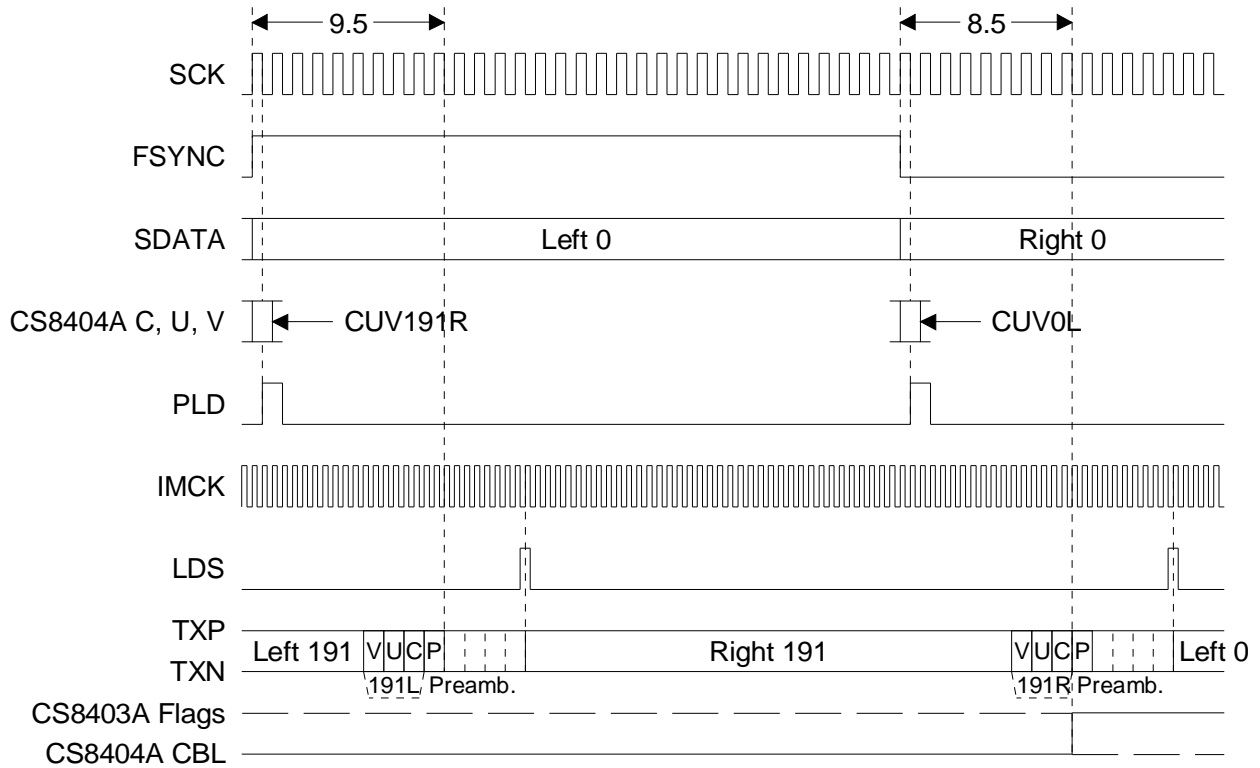 9.5 8.5
SCK
FSYNC
SDATA Left 0 Right 0
CS8404A C, U, V CUV191R CUV0L
PLD
IMCK
LDS
TXP
Left 191 V U C P Right 191 V U C P Left 0
TXN
191L Preamb. 191R Preamb.
CS8403A Flags
CS8404A CBL